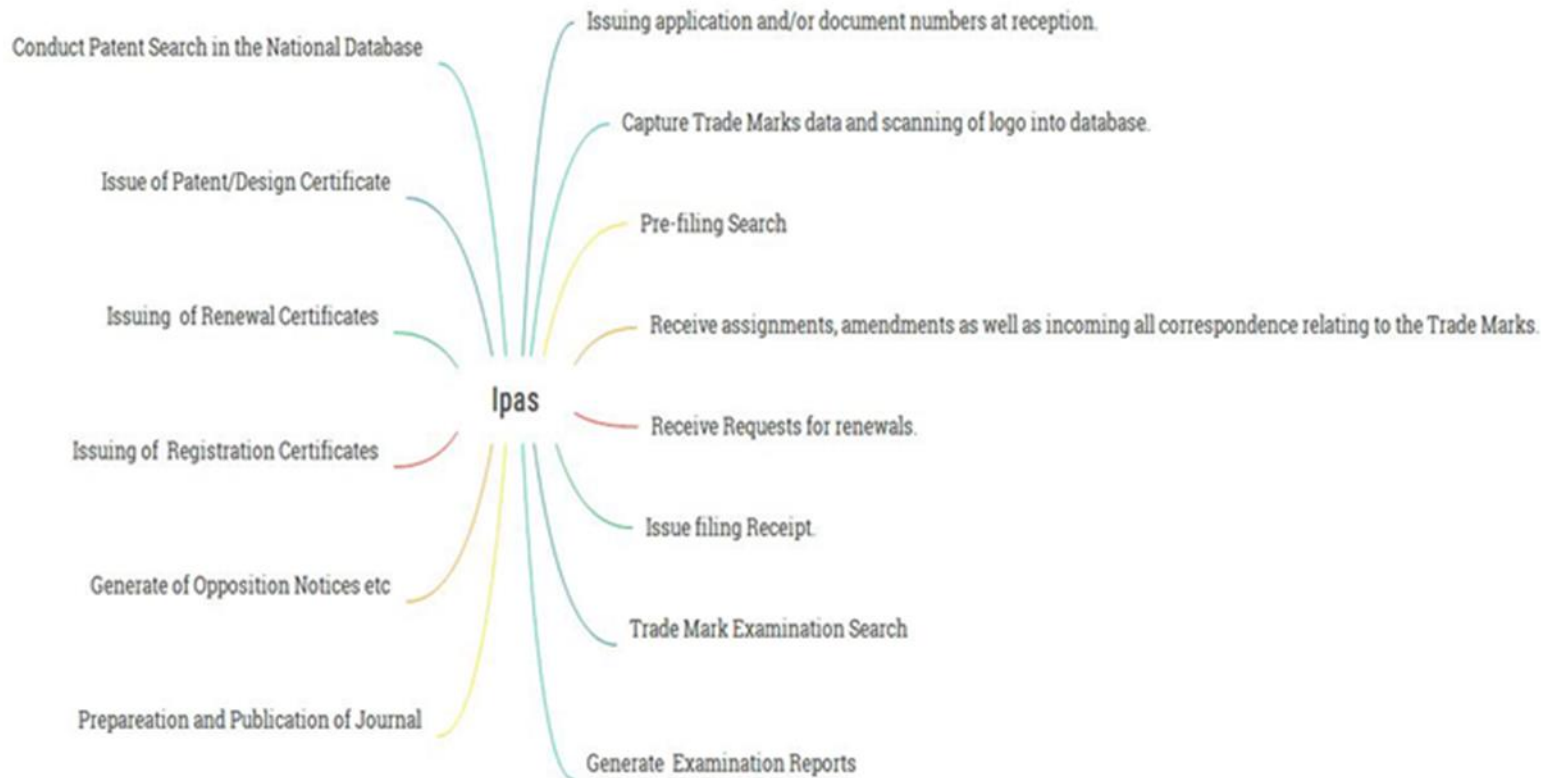 Conduct Patent Search in the National Database
Issue of Patent/Design Certificate
Issuing of Renewal Certificates
Issuing of Registration Certificates
Generate of Opposition Notices etc
Prepareation and Publication of Journal
Ipas
Issuing application and/or document numbers at reception.
Capture Trade Marks data and scanning of logo into database.
Pre-filing Search
Receive assignments, amendments as well as incoming all correspondence relating to the Trade Marks.
Receive Requests for renewals.
Issue filing Receipt.
Trade Mark Examination Search
Generate Examination Reports